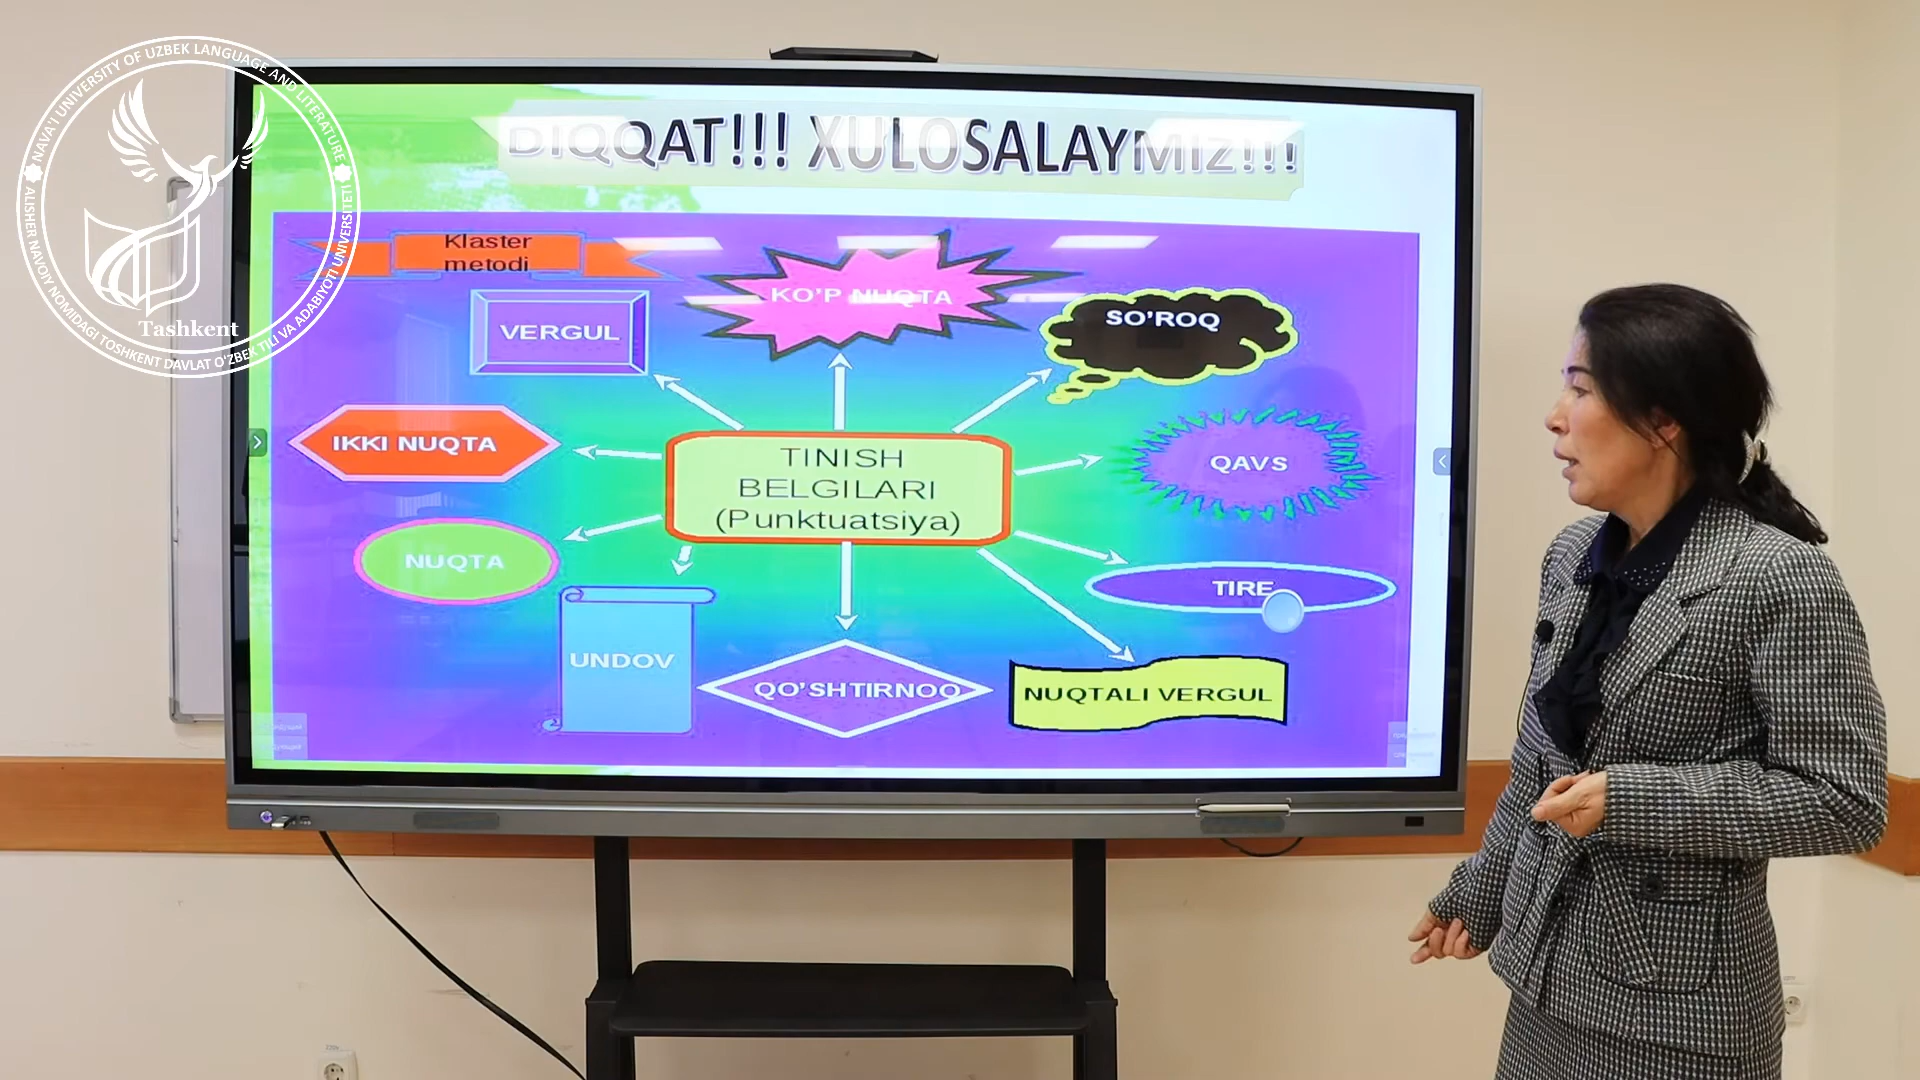 NAVA'I UNIVERSITY OF UZBEK LANGUAGE AND LITERATURE
ALISHER NAVOIY NOMIDAGI TOSHKENT DAVLAT O'ZBEK TILI VA ADABIYOTI UNIVERSITETI
Tashkent
DIQQAT!!! XULOSALAYMIZ!!!
Klaster
metodi
KO'P NUQTA
SO'ROQ
VERGUL
IKKI NUQTA
QAVS
TINISH
BELGILARI
(Punktuatsiya)
NUQTA
TIRE
UNDOV
QO'SHTIRNOQ
NUQTALI VERGUL